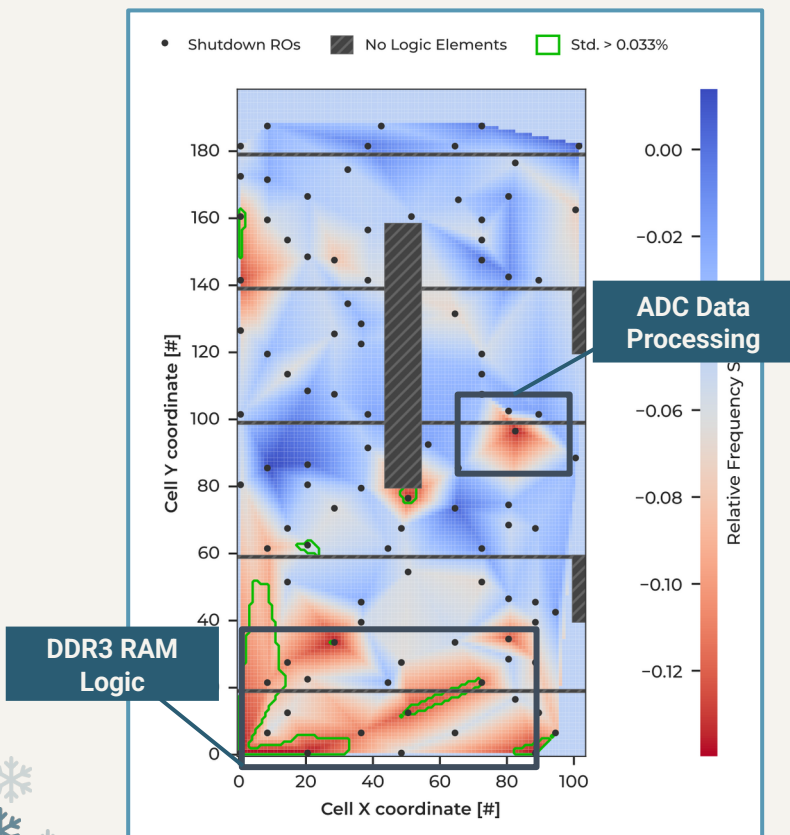 Shutdown ROs
No Logic Elements
Std. > 0.033%
180
160
140
120
100
80
60
40
0
Cell Y coordinate [#]
0
20
40
60
80
100
Cell X coordinate [#]
0.00
−0.02
−0.06
−0.08
−0.10
−0.12
Relative Frequency
ADC Data
Processing
DDR3 RAM
Logic